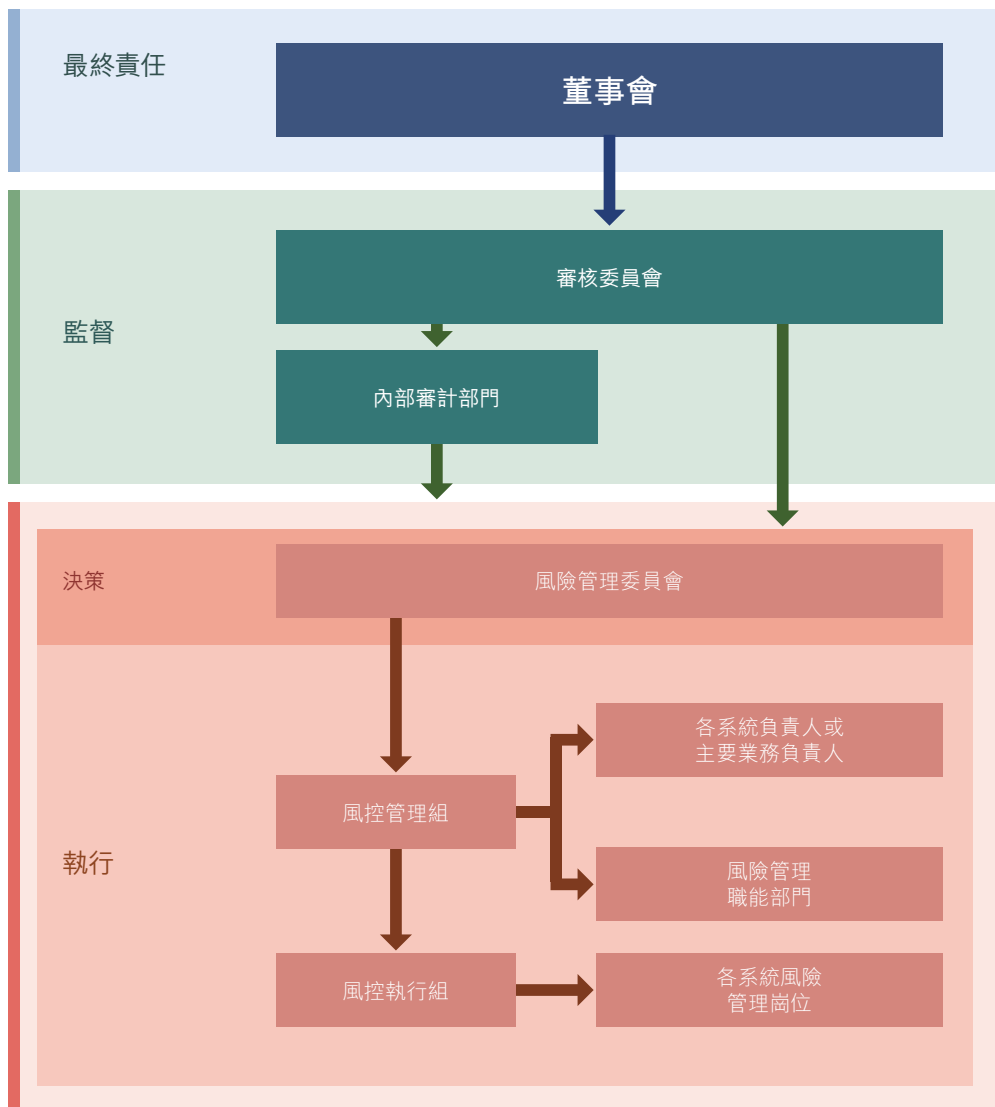 最終責任
董事會
審核委員會
監督
內部審計部門
決策
風險管理委員會
各系統負責人或
主要業務負責人
風控管理組
執行
風險管理
職能部門
風控執行組
各系統風險
管理崗位